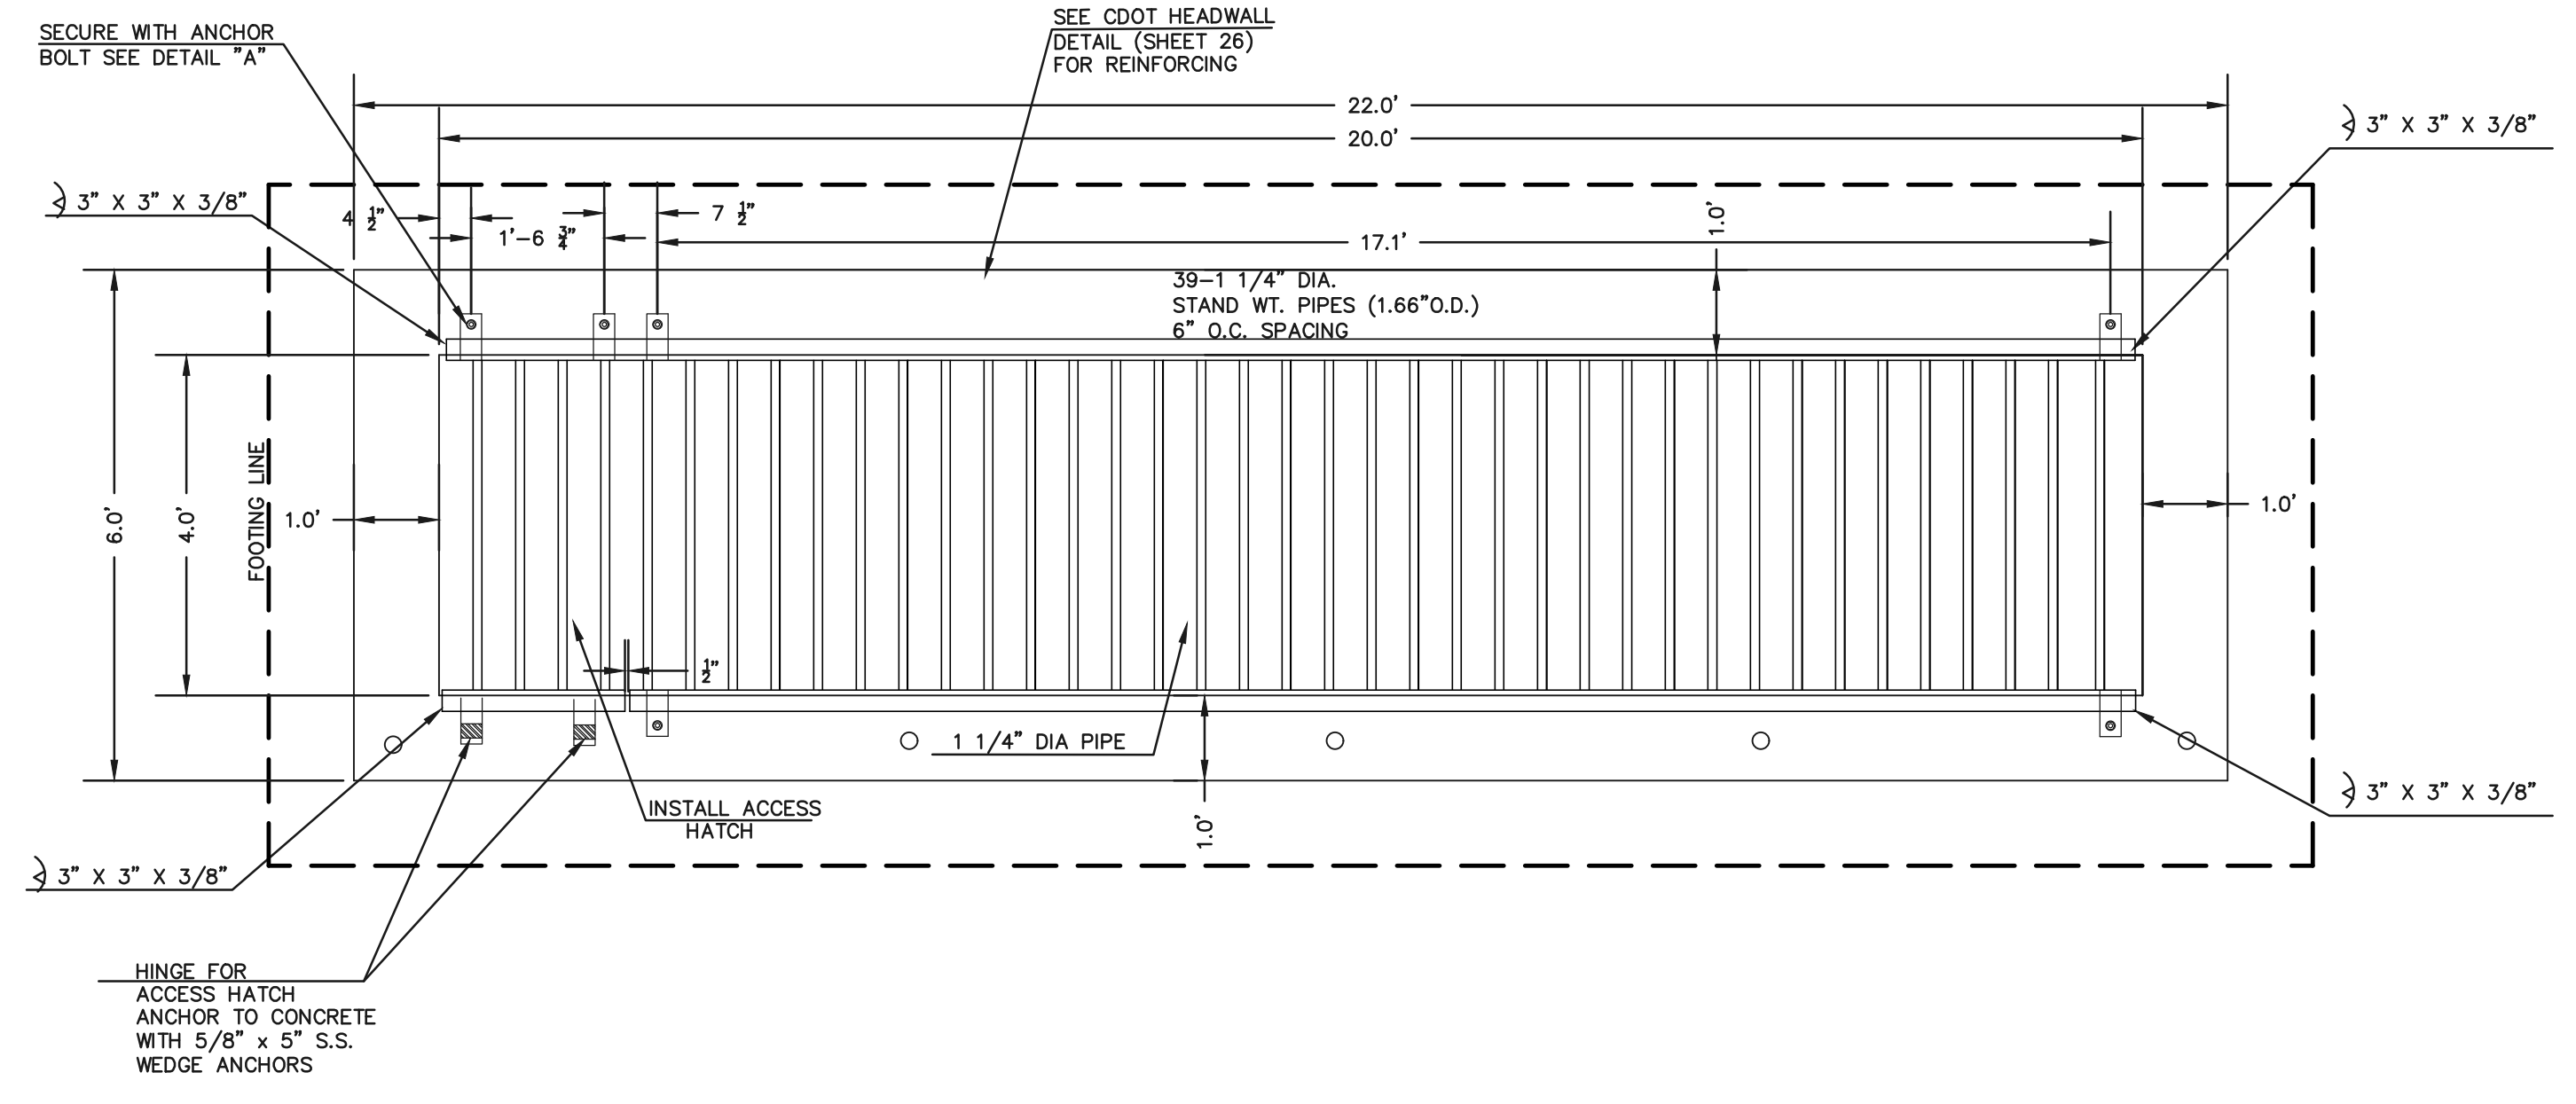 SECURE WITH ANCHOR
BOLT SEE DETAIL "A"
SEE CDOT HEADWALL
DETAIL (SHEET 26)
FOR REINFORCING
22.0'
20.0'
3" X 3" X 3/8"
3" X 3" X 3/8"
4 1/2"
1'-6 3/4"
7 1/2"
17.1'
1.0'
39-1 1/4" DIA.
STAND WT. PIPES (1.66"O.D.)
6" O.C. SPACING
6.0'
4.0'
FOOTING LINE
1.0'
1.0'
1/2"
1 1/4" DIA PIPE
INSTALL ACCESS
HATCH
1.0'
3" X 3" X 3/8"
3" X 3" X 3/8"
HINGE FOR
ACCESS HATCH
ANCHOR TO CONCRETE
WITH 5/8" x 5" S.S.
WEDGE ANCHORS